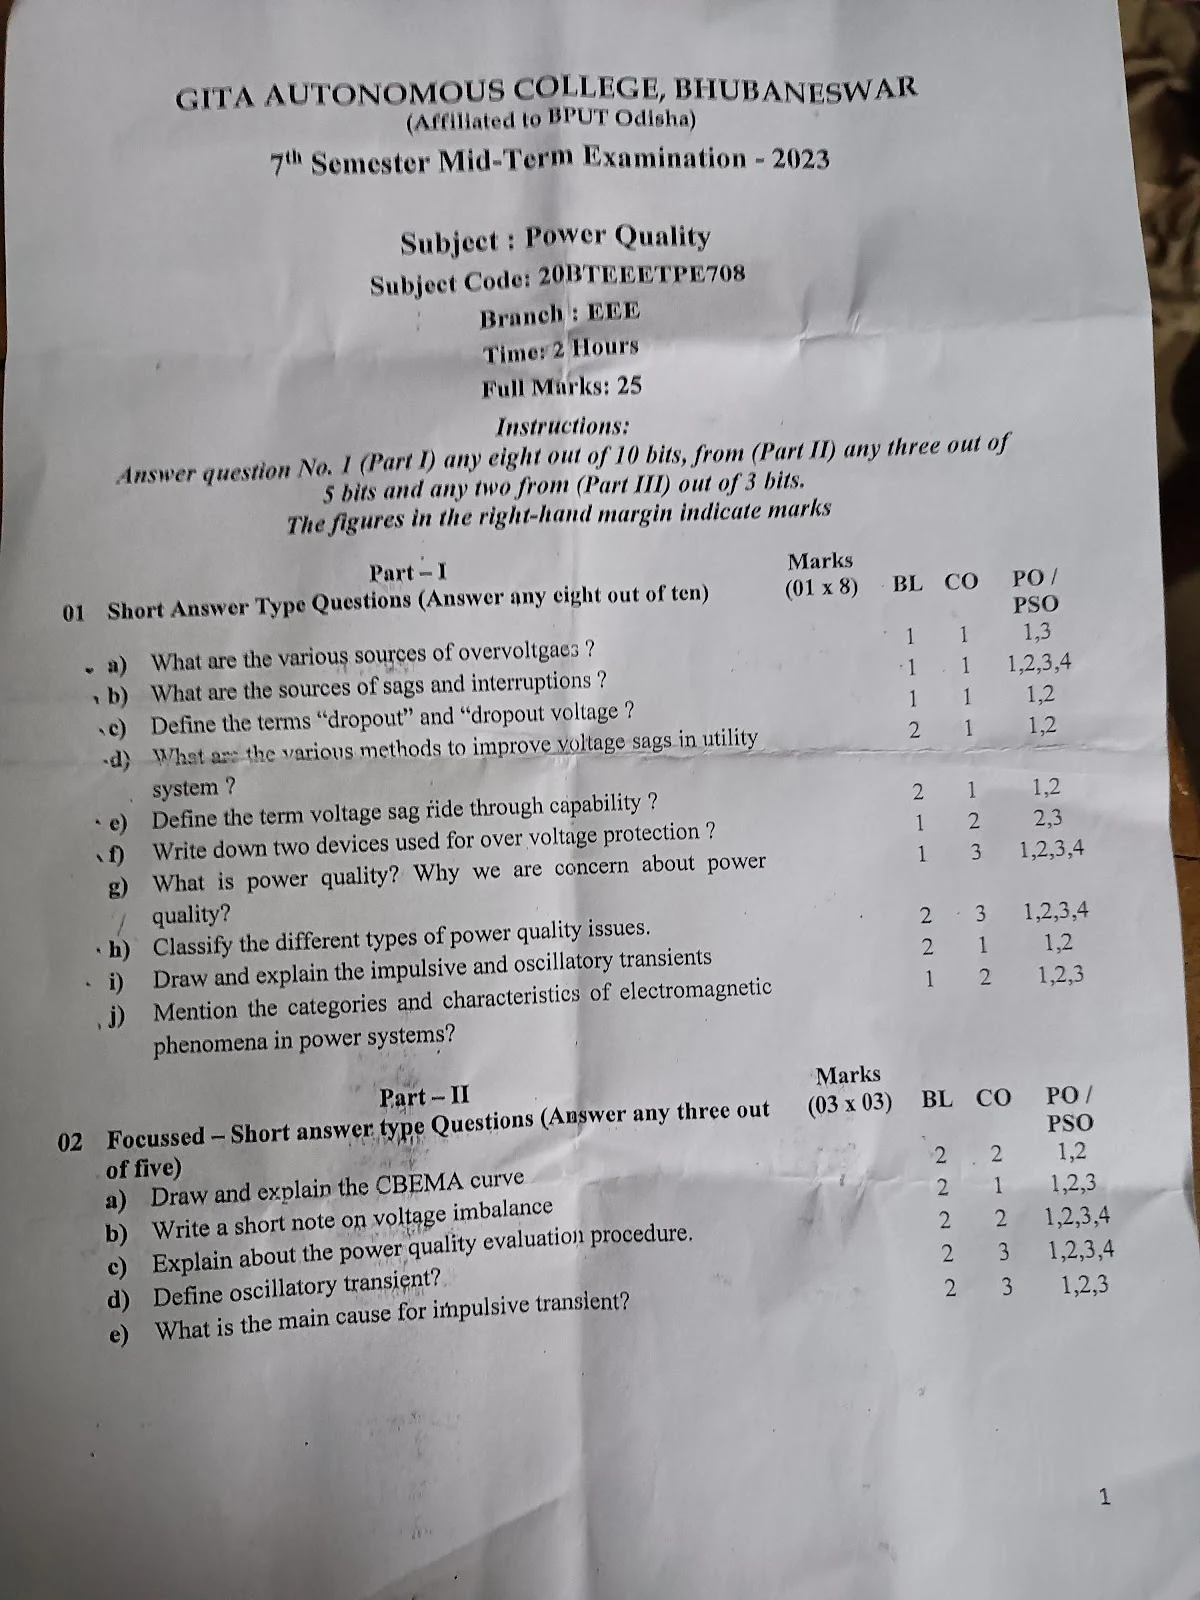 GITA AUTONOMOUS COLLEGE, BHUBANESWAR
(Affiliated to BPUT Odisha)
7th Semester Mid-Term Examination - 2023
Subject : Power Quality
Subject Code: 20BTEEETPE708
Branch : EEE
Time: 2 Hours
Full Marks: 25
Instructions:
Answer question No. 1 (Part I) any eight out of 10 bits, from (Part II) any three out of
5 bits and any two from (Part III) out of 3 bits.
The figures in the right-hand margin indicate marks
Part – I Marks
01 Short Answer Type Questions (Answer any eight out of ten) (01 x 8) BL CO PO / PSO
a) What are the various sources of overvoltgaes ? 1 1 1,3
b) What are the sources of sags and interruptions ? 1 1 1,2,3,4
c) Define the terms “dropout” and “dropout voltage ? 1 1 1,2
d) What are the various methods to improve voltage sags in utility 2 1 1,2
system ?
e) Define the term voltage sag ride through capability ? 2 1 1,2
f) Write down two devices used for over voltage protection ? 1 2 2,3
g) What is power quality? Why we are concern about power 1 3 1,2,3,4
quality?
h) Classify the different types of power quality issues. 2 3 1,2,3,4
i) Draw and explain the impulsive and oscillatory transients 2 1 1,2
j) Mention the categories and characteristics of electromagnetic 1 2 1,2,3
phenomena in power systems?
Part – II Marks
02 Focussed – Short answer type Questions (Answer any three out (03 x 03) BL CO PO / PSO
of five)
a) Draw and explain the CBEMA curve 2 2 1,2
b) Write a short note on voltage imbalance 2 1 1,2,3
c) Explain about the power quality evaluation procedure. 2 2 1,2,3,4
d) Define oscillatory transient? 2 3 1,2,3,4
e) What is the main cause for impulsive transient? 2 3 1,2,3
1